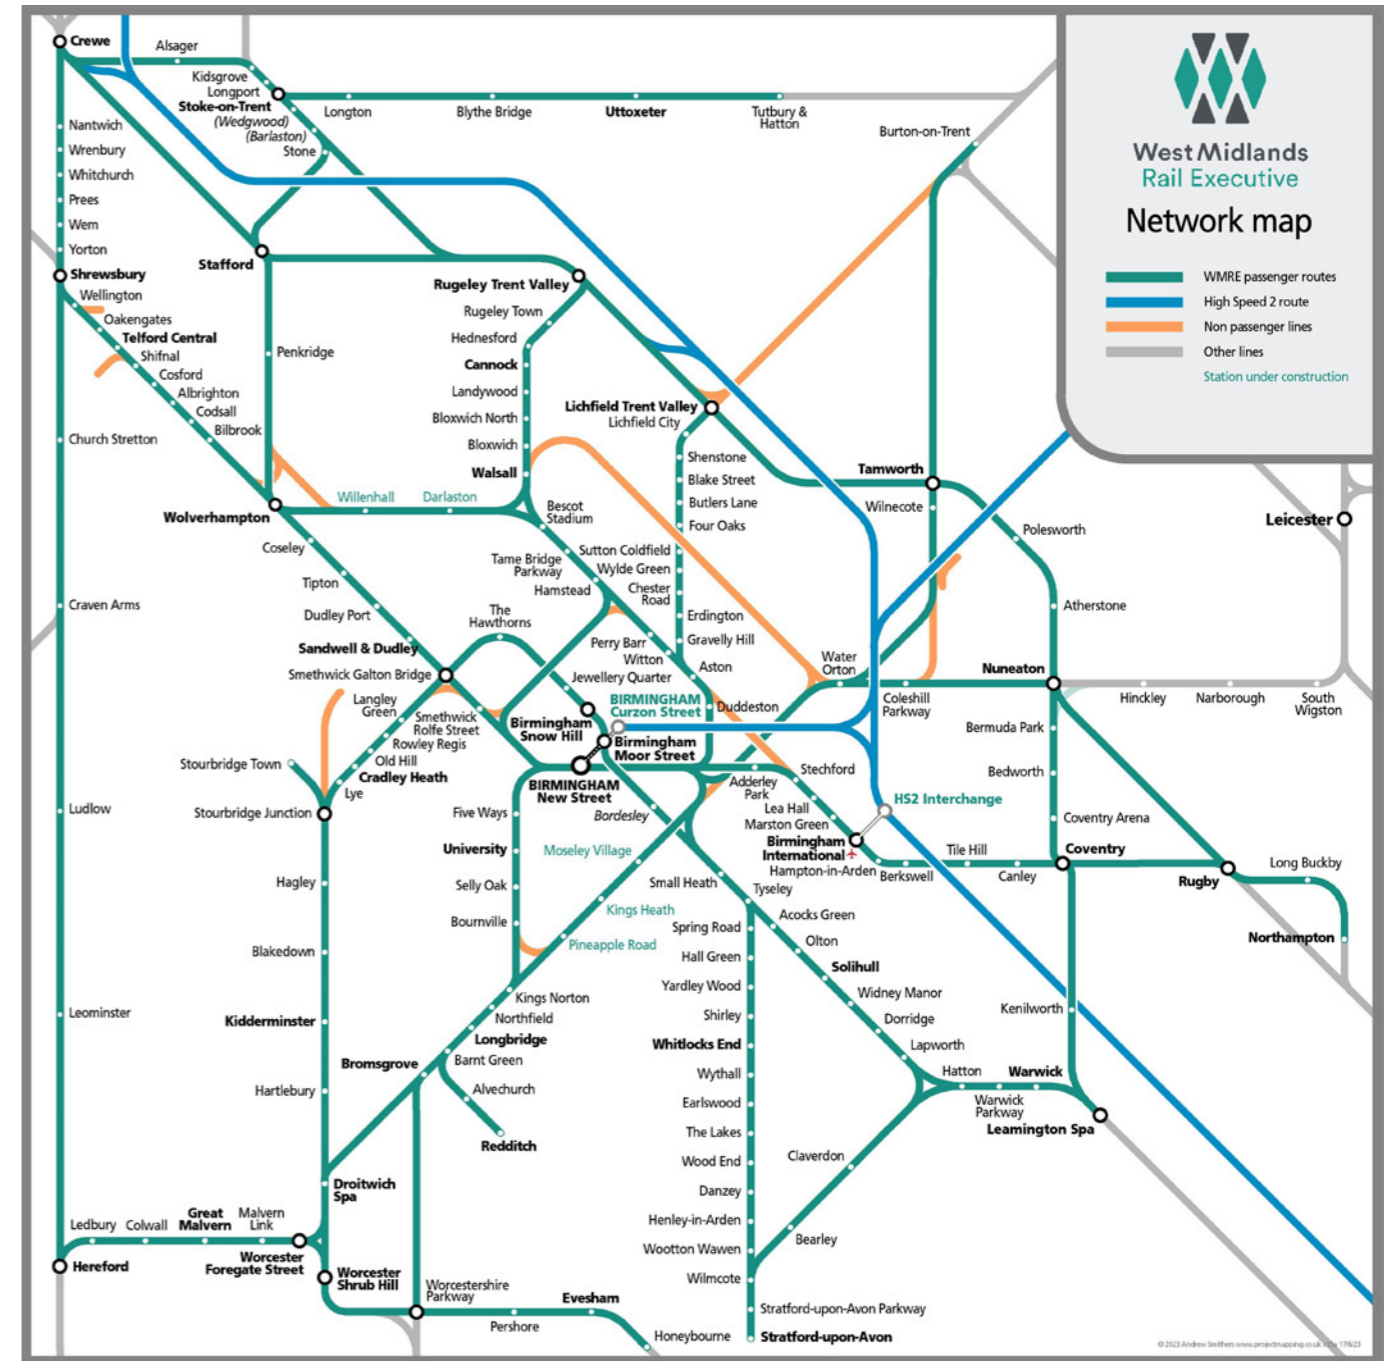 West Midlands
Rail Executive
Network map
WMRE passenger routes
High Speed 2 route
Non passenger lines
Other lines
Station under construction
Crewe
Alsager
Kidsgrove
Longport
Stoke-on-Trent
(Wedgwood)
(Barlaston)
Stone
Longton
Blythe Bridge
Uttoxeter
Tutbury &
Hatton
Burton-on-Trent
Nantwich
Wrenbury
Whitchurch
Prees
Wem
Yorton
Shrewsbury
Wellington
Oakengates
Telford Central
Shifnal
Cosford
Albrighton
Codsall
Bilbrook
Stafford
Penkridge
Rugeley Trent Valley
Rugeley Town
Hednesford
Cannock
Landywood
Bloxwich North
Bloxwich
Walsall
Lichfield Trent Valley
Lichfield City
Shenstone
Blake Street
Butlers Lane
Four Oaks
Sutton Coldfield
Wylde Green
Chester
Road
Erdington
Gravelly Hill
Aston
Duddeston
Tamworth
Wilnecote
Polesworth
Atherstone
Leicester
Church Stretton
Craven Arms
Ludlow
Leominster
Hereford
Wolverhampton
Willenhall
Darlaston
Bescot
Stadium
Tame Bridge
Parkway
Hamstead
Perry Barr
Witton
Coseley
Tipton
Dudley Port
Sandwell & Dudley
Smethwick Galton Bridge
The
Hawthorns
Jewellery Quarter
Langley
Green
Smethwick
Rolfe Street
Rowley Regis
Old Hill
Cradley Heath
Lye
Stourbridge Town
Stourbridge Junction
Birmingham
Snow Hill
BIRMINGHAM
Curzon Street
Birmingham
Moor Street
BIRMINGHAM
New Street
Water
Orton
Coleshill
Parkway
Nuneaton
Hinckley
Narborough
South
Wigston
Bermuda Park
Bedworth
Coventry Arena
Coventry
Adderley
Park
Stechford
Lea Hall
Marston Green
Birmingham
International
HS2 Interchange
Hampton-in-Arden
Berkswell
Tile Hill
Canley
Rugby
Long Buckby
Northampton
Five Ways
University
Selly Oak
Bournville
Bordesley
Moseley Village
Kings Heath
Pineapple Road
Small Heath
Tyseley
Spring Road
Hall Green
Yardley Wood
Shirley
Whitlocks End
Wythall
Earlswood
The Lakes
Wood End
Danzey
Henley-in-Arden
Wootton Wawen
Wilmcote
Stratford-upon-Avon Parkway
Stratford-upon-Avon
Acocks Green
Olton
Solihull
Widney Manor
Dorridge
Lapworth
Hatton
Warwick
Parkway
Warwick
Leamington Spa
Kenilworth
Claverdon
Bearley
Hagley
Blakedown
Kidderminster
Hartlebury
Kings Norton
Northfield
Longbridge
Barnt Green
Alvechurch
Redditch
Bromsgrove
Droitwich
Spa
Ledbury
Colwall
Great
Malvern
Malvern
Link
Worcester
Foregate Street
Worcester
Shrub Hill
Worcestershire
Parkway
Pershore
Evesham
Honeybourne
© 2023 Andrew Smithers www.projectmapping.co.uk
17/6/23